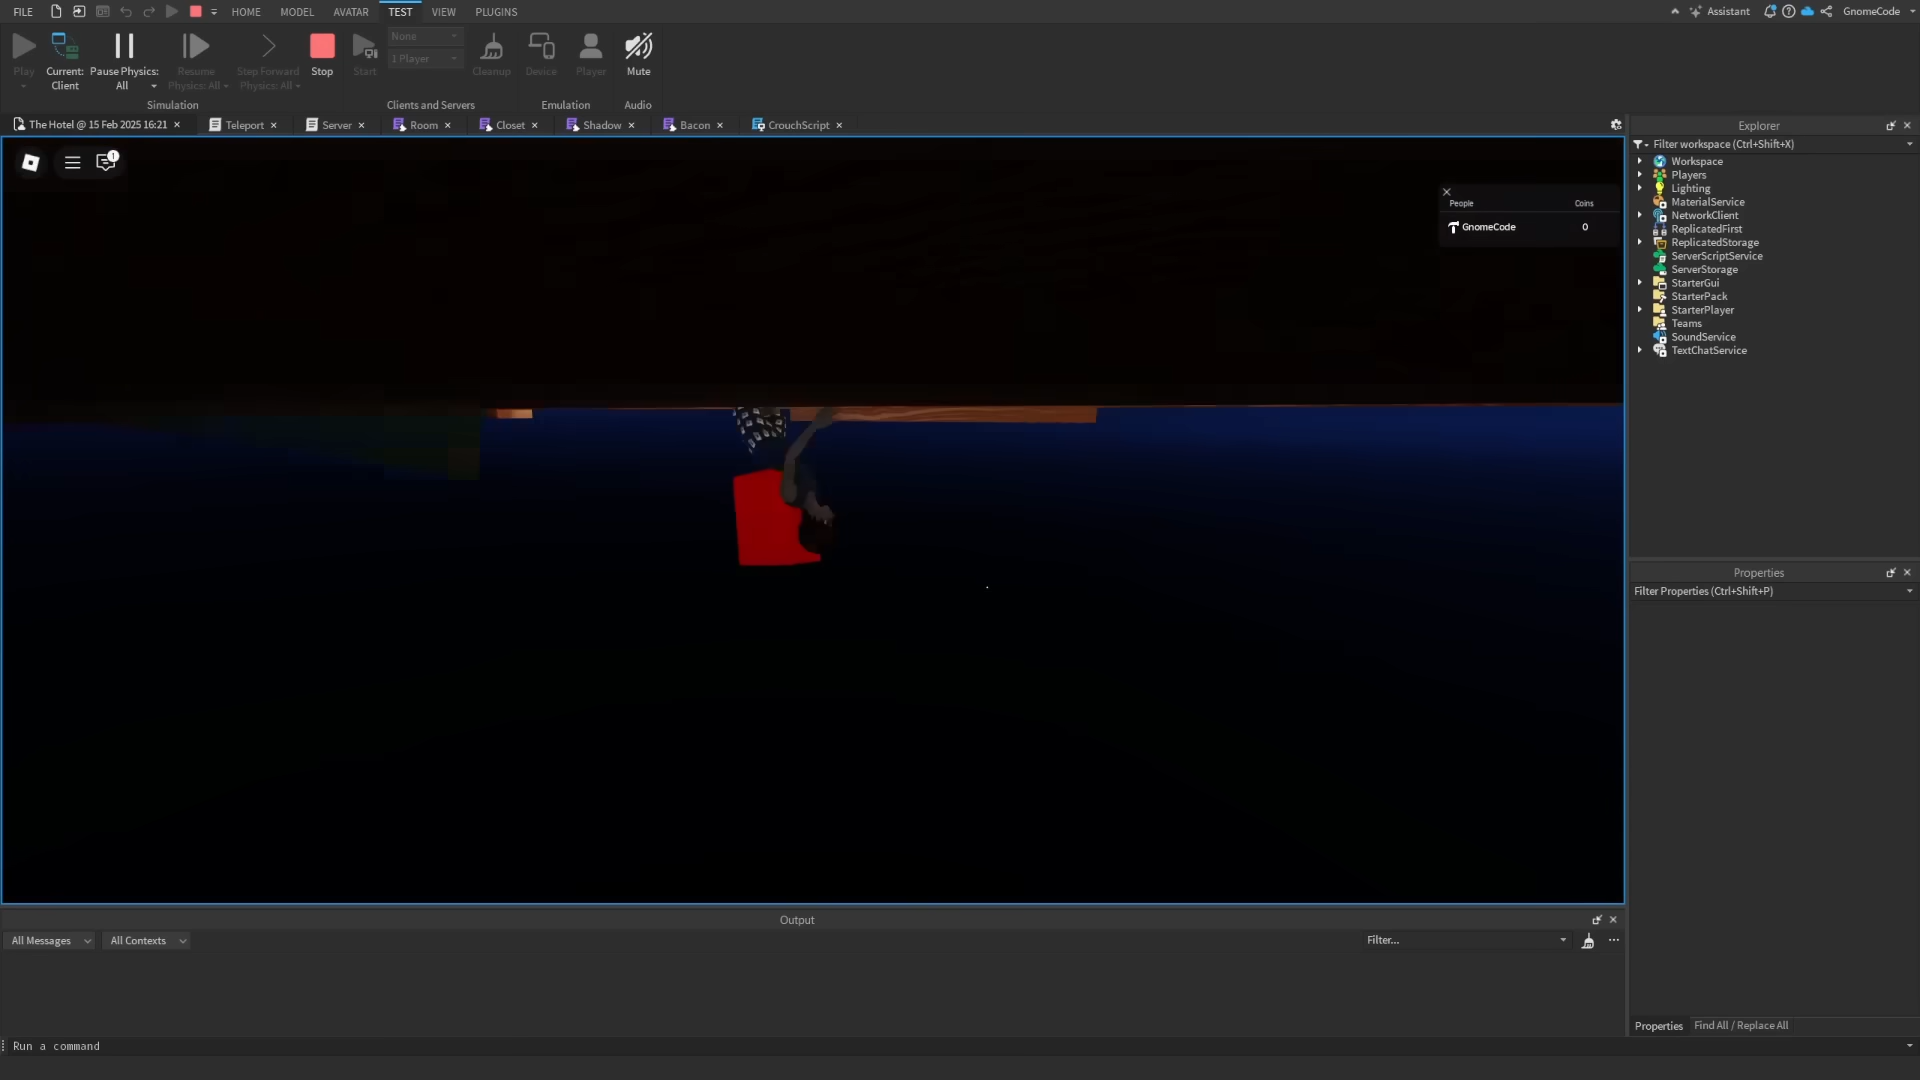 FILE HOME MODEL AVATAR TEST VIEW PLUGINS Assistant GnomeCode
Play Current: Client Pause Physics: All Resume Physics: All Step Forward Physics: All Stop Start None 1 Player Cleanup Device Player Mute
Simulation Clients and Servers Emulation Audio
The Hotel @ 15 Feb 2025 16:21 Teleport Server Room Closet Shadow Bacon CrouchScript
Explorer
Filter workspace (Ctrl+Shift+X)
Workspace
Players
Lighting
MaterialService
NetworkClient
ReplicatedFirst
ReplicatedStorage
ServerScriptService
ServerStorage
StarterGui
StarterPack
StarterPlayer
Teams
SoundService
TextChatService
1
People Coins
GnomeCode 0
Properties
Filter Properties (Ctrl+Shift+P)
Output
All Messages All Contexts Filter...
Properties Find All / Replace All
Run a command